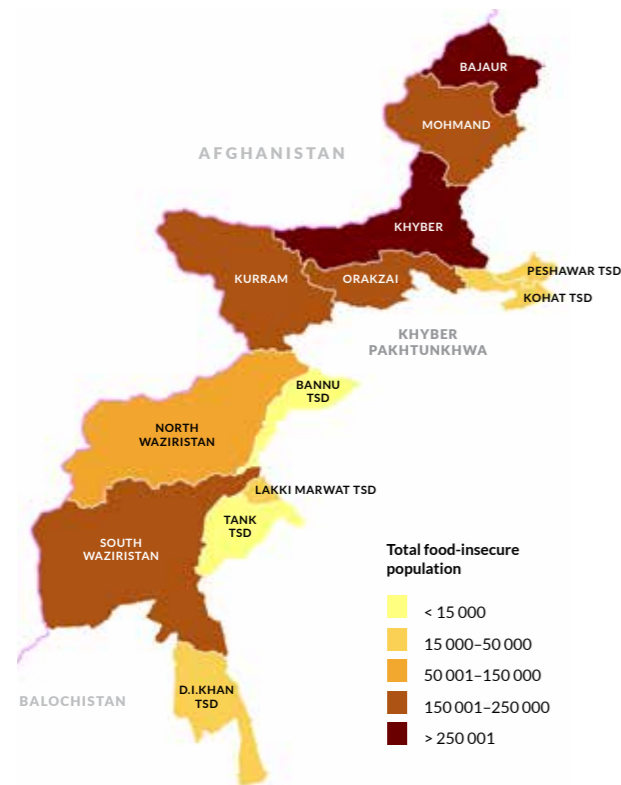 BAJAUR
MOHMAND
AFGHANISTAN
KHYBER
KURRAM
ORAKZAI
PESHAWAR TSD
KOHAT TSD
KHYBER
PAKHTUNKHWA
BANNU
TSD
NORTH
WAZIRISTAN
LAKKI MARWAT TSD
TANK
TSD
SOUTH
WAZIRISTAN
Total food-insecure
population
< 15 000
15 000–50 000
50 001–150 000
150 001–250 000
> 250 001
D.I.KHAN
TSD
BALOCHISTAN